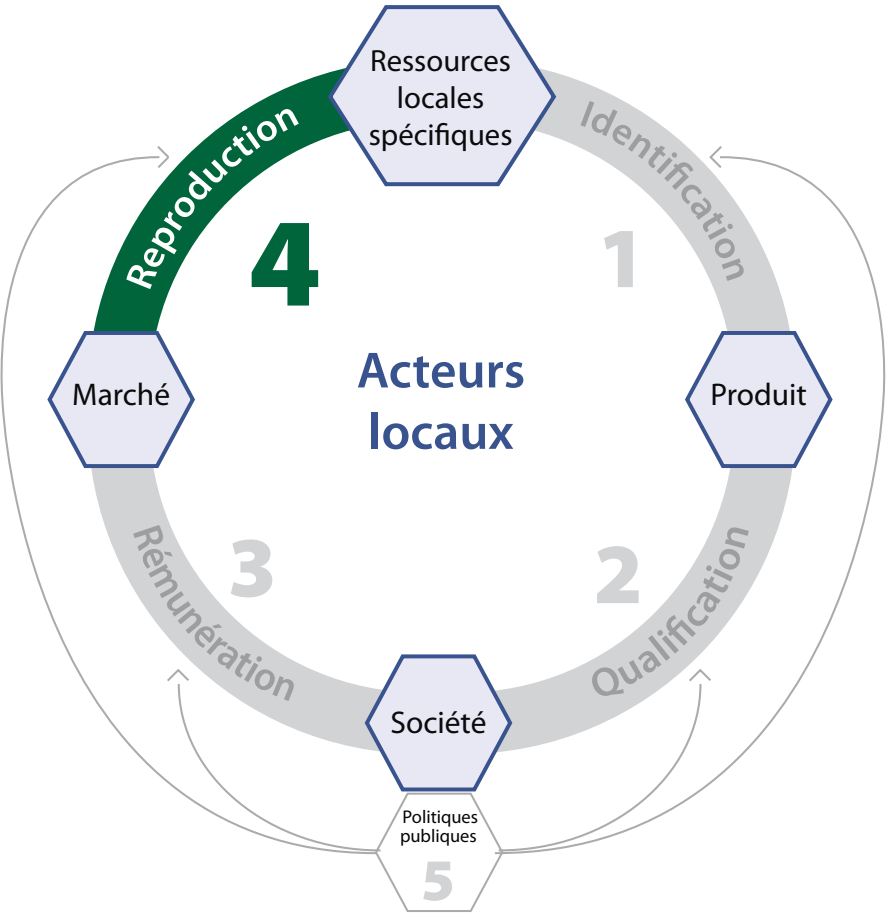 Ressources
locales
spécifiques
Reproduction
Identification
4
1
Acteurs
locaux
Marché
Produit
3
2
Rémunération
Qualification
Société
Politiques
publiques
5